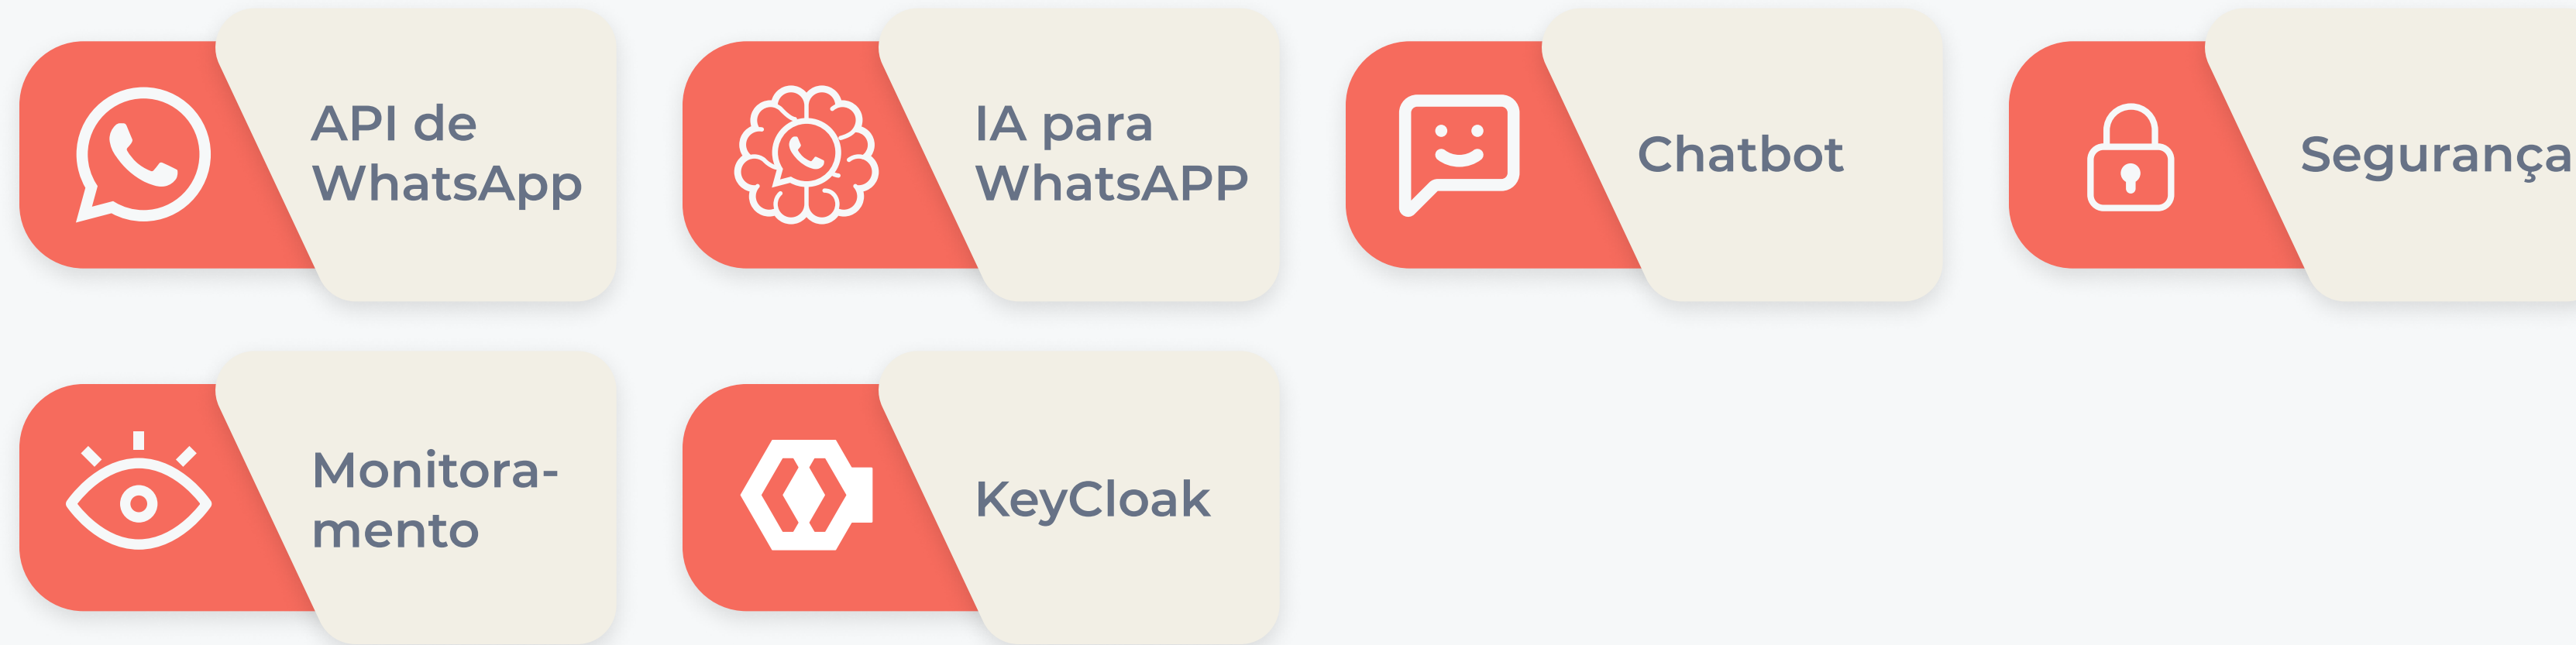 API de
WhatsApp
IA para
WhatsAPP
Chatbot
Segurança
Monitora-
mento
KeyCloak